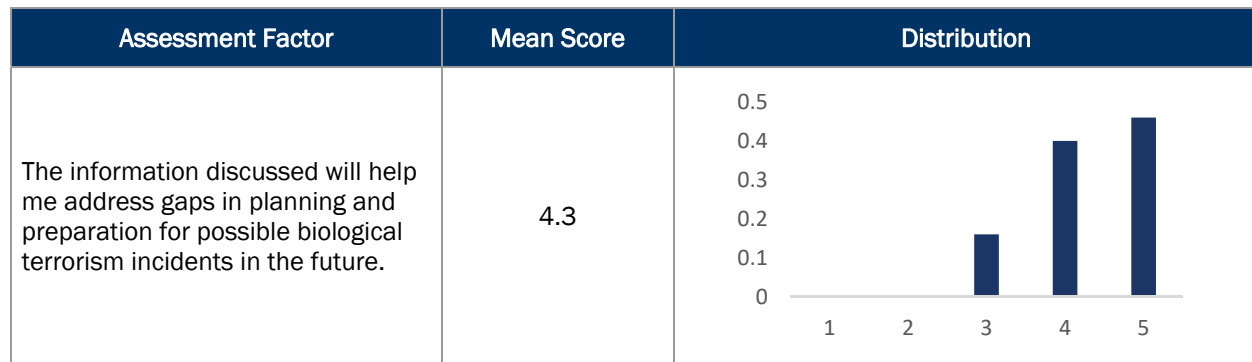 Assessment Factor
Mean Score
Distribution
The information discussed will help
me address gaps in planning and
preparation for possible biological
terrorism incidents in the future.
4.3
0.5
0.4
0.3
0.2
0.1
0
1 2 3 4 5